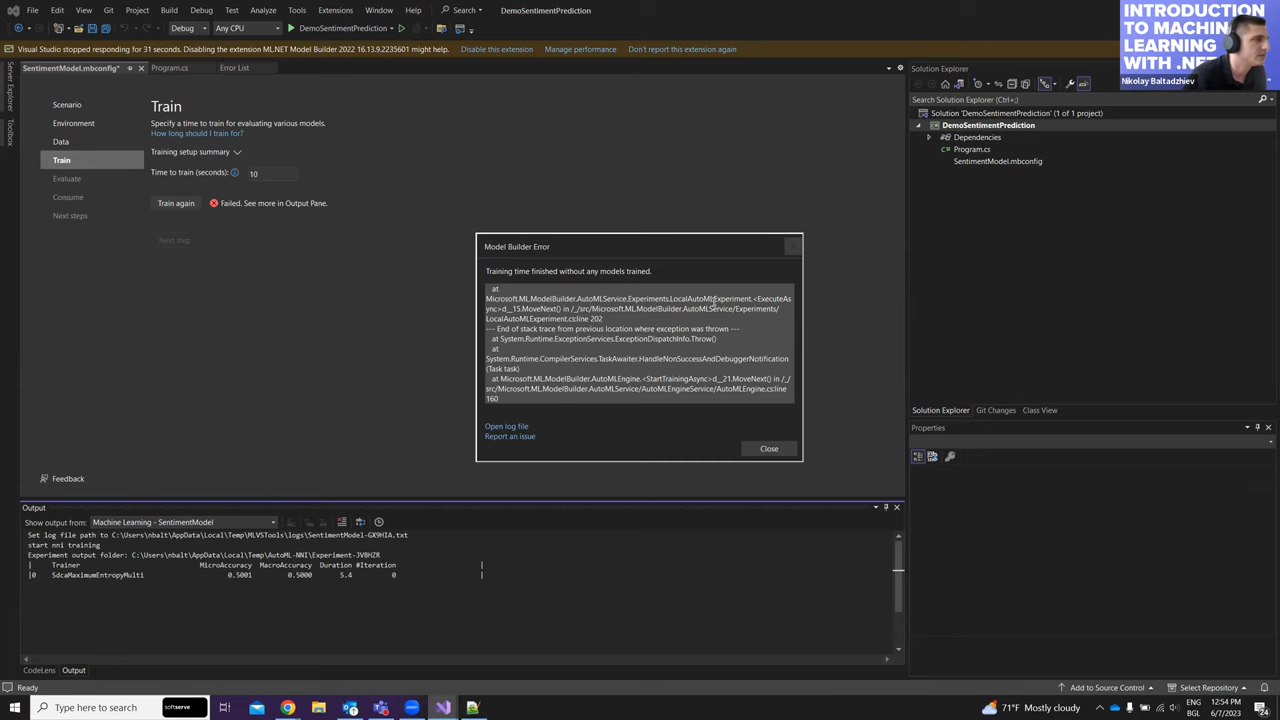 File Edit View Git Project Build Debug Test Analyze Tools Extensions Window Help Search DemoSentimentPrediction
Debug Any CPU DemoSentimentPrediction
Visual Studio stopped responding for 31 seconds. Disabling the extension ML.NET Model Builder 2022 16.13.9.2235601 might help. Disable this extension Manage performance Don't report this extension again
INTRODUCTION
TO MACHINE
LEARNING
WITH .NET
Nikolay Baltadzhiev
Server Explorer
Toolbox
SentimentModel.mbconfig* Program.cs Error List
Scenario
Environment
Data
Train
Evaluate
Consume
Next steps
Train
Specify a time to train for evaluating various models.
How long should I train for?
Training setup summary
Time to train (seconds): 10
Train again Failed. See more in Output Pane.
Next step
Feedback
Model Builder Error
Training time finished without any models trained.
at
Microsoft.ML.ModelBuilder.AutoMLService.Experiments.LocalAutoMLExperiment.<ExecuteAs
ync>d__15.MoveNext() in /_/src/Microsoft.ML.ModelBuilder.AutoMLService/Experiments/
LocalAutoMLExperiment.cs:line 202
--- End of stack trace from previous location where exception was thrown ---
at System.Runtime.ExceptionServices.ExceptionDispatchInfo.Throw()
at
System.Runtime.CompilerServices.TaskAwaiter.HandleNonSuccessAndDebuggerNotification
(Task task)
at Microsoft.ML.ModelBuilder.AutoMLEngine.<StartTrainingAsync>d__21.MoveNext() in /_/
src/Microsoft.ML.ModelBuilder.AutoMLService/AutoMLEngineService/AutoMLEngine.cs:line
160
Open log file
Report an issue
Close
Solution Explorer
Search Solution Explorer (Ctrl+;)
Solution 'DemoSentimentPrediction' (1 of 1 project)
DemoSentimentPrediction
Dependencies
Program.cs
SentimentModel.mbconfig
Solution Explorer Git Changes Class View
Properties
Output
Show output from: Machine Learning - SentimentModel
Set log file path to C:\Users\nbalt\AppData\Local\Temp\MLVSTools\logs\SentimentModel-GX9HIA.txt
start nni training
Experiment output folder: C:\Users\nbalt\AppData\Local\Temp\AutoML-NNI\Experiment-JV8HZR
| Trainer MicroAccuracy MacroAccuracy Duration #Iteration |
|0 SdcaMaximumEntropyMulti 0.5001 0.5000 5.4 0 |
CodeLens Output
Ready Add to Source Control Select Repository
Type here to search softserve 71°F Mostly cloudy ENG 12:54 PM
BGL 6/7/2023 24